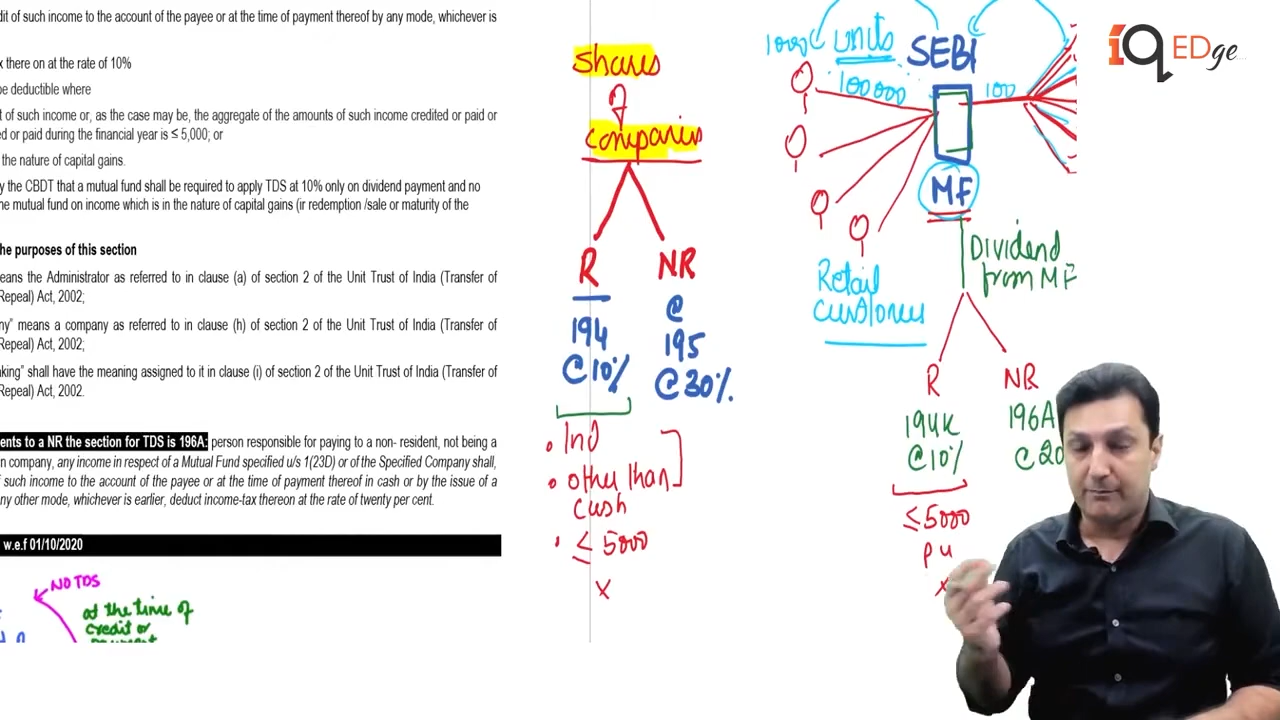 dit of such income to the account of the payee or at the time of payment thereof by any mode, whichever is
x there on at the rate of 10%
be deductible where
t of such income or, as the case may be, the aggregate of the amounts of such income credited or paid or
ed or paid during the financial year is ≤ 5,000; or
the nature of capital gains.
y the CBDT that a mutual fund shall be required to apply TDS at 10% only on dividend payment and no
he mutual fund on income which is in the nature of capital gains (ir redemption /sale or maturity of the
he purposes of this section
eans the Administrator as referred to in clause (a) of section 2 of the Unit Trust of India (Transfer of
Repeal) Act, 2002;
ny" means a company as referred to in clause (h) of section 2 of the Unit Trust of India (Transfer of
Repeal) Act, 2002;
king" shall have the meaning assigned to it in clause (i) of section 2 of the Unit Trust of India (Transfer of
Repeal) Act, 2002.
ents to a NR the section for TDS is 196A: person responsible for paying to a non- resident, not being a
n company, any income in respect of a Mutual Fund specified u/s 1(23D) or of the Specified Company shall,
f such income to the account of the payee or at the time of payment thereof in cash or by the issue of a
ny other mode, whichever is earlier, deduct income-tax thereon at the rate of twenty per cent.
w.e.f 01/10/2020
NO TDS
at the time of
credit or
shares
of
companies
R NR
194
@10%
@
195
@30%
• Ind
• other than
cash
• ≤ 5000
x
1000 units SEBI
100000 100
MF
Dividend
from MF
Retail
customers
R NR
194K
@10%
196A
@20
≤5000
x
iQ EDge